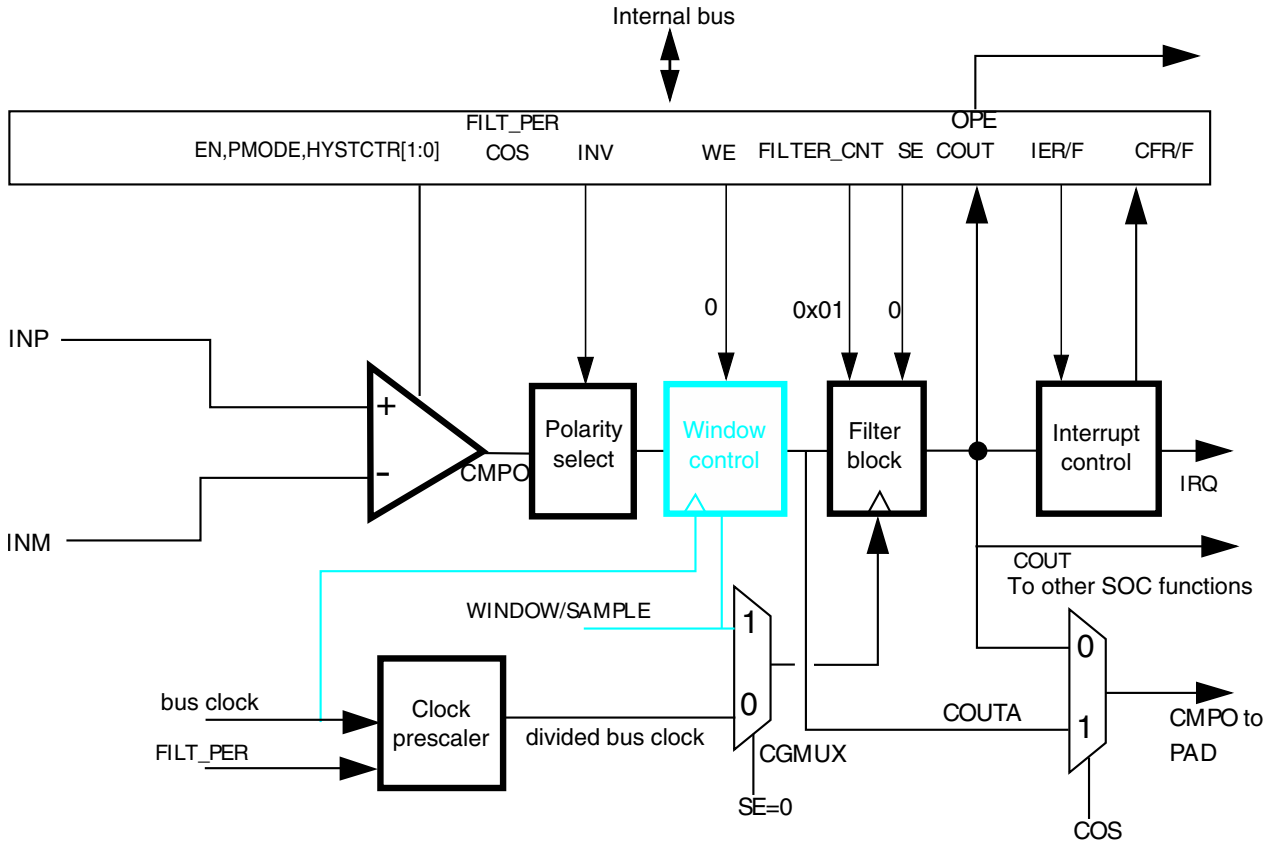 Internal bus
FILT_PER
OPE
EN,PMODE,HYSTCTR[1:0]
COS
INV
WE
FILTER_CNT
SE
COUT
IER/F
CFR/F
0
0x01
0
INP
+
-
INM
CMPO
Polarity
select
Window
control
Filter
block
Interrupt
control
IRQ
COUT
To other SOC functions
WINDOW/SAMPLE
1
0
CGMUX
SE=0
bus clock
FILT_PER
Clock
prescaler
divided bus clock
COUTA
0
1
CMPO to
PAD
COS